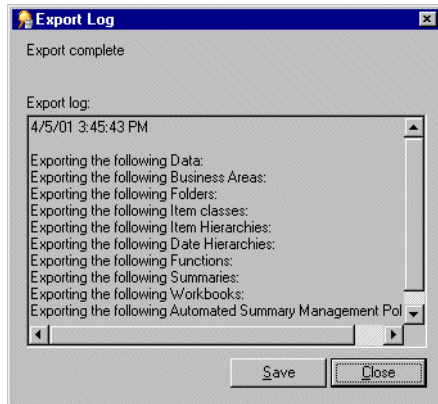 Export Log
Export complete
Export log:
4/5/01 3:45:43 PM
Exporting the following Data:
Exporting the following Business Areas:
Exporting the following Folders:
Exporting the following Item classes:
Exporting the following Item Hierarchies:
Exporting the following Date Hierarchies:
Exporting the following Functions:
Exporting the following Summaries:
Exporting the following Workbooks:
Exporting the following Automated Summary Management Pol
Save Close